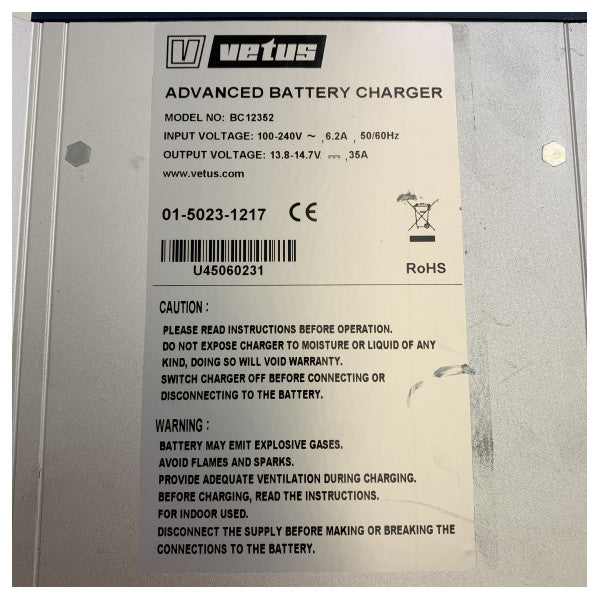 V vetus
ADVANCED BATTERY CHARGER
MODEL NO: BC12352
INPUT VOLTAGE: 100-240V ~ ,6.2A , 50/60Hz
OUTPUT VOLTAGE: 13.8-14.7V ⎓ ,35A
www.vetus.com
01-5023-1217 CE
U45060231
RoHS
CAUTION :
PLEASE READ INSTRUCTIONS BEFORE OPERATION.
DO NOT EXPOSE CHARGER TO MOISTURE OR LIQUID OF ANY
KIND, DOING SO WILL VOID WARRANTY.
SWITCH CHARGER OFF BEFORE CONNECTING OR
DISCONNECTING TO THE BATTERY.
WARNING :
BATTERY MAY EMIT EXPLOSIVE GASES.
AVOID FLAMES AND SPARKS.
PROVIDE ADEQUATE VENTILATION DURING CHARGING.
BEFORE CHARGING, READ THE INSTRUCTIONS.
FOR INDOOR USED.
DISCONNECT THE SUPPLY BEFORE MAKING OR BREAKING THE
CONNECTIONS TO THE BATTERY.